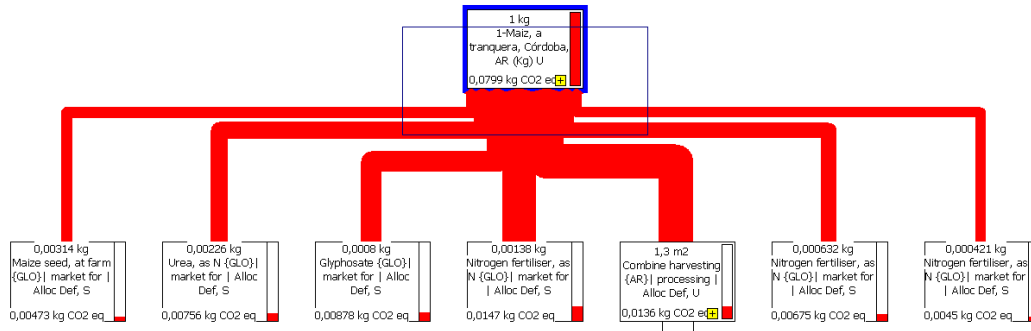 1 kg
1-Maiz, a
tranquera, Córdoba,
AR (Kg) U
0,0799 kg CO2 eq
0,00314 kg
Maize seed, at farm
{GLO}| market for |
Alloc Def, S
0,00473 kg CO2 eq
0,00226 kg
Urea, as N {GLO}|
market for | Alloc
Def, S
0,00756 kg CO2 eq
0,0008 kg
Glyphosate {GLO}|
market for | Alloc
Def, S
0,00878 kg CO2 eq
0,00138 kg
Nitrogen fertiliser, as
N {GLO}| market for
| Alloc Def, S
0,0147 kg CO2 eq
1,3 m2
Combine harvesting
{AR}| processing |
Alloc Def, U
0,0136 kg CO2 eq
0,000632 kg
Nitrogen fertiliser, as
N {GLO}| market for
| Alloc Def, S
0,00675 kg CO2 eq
0,000421 kg
Nitrogen fertiliser, as
N {GLO}| market for
| Alloc Def, S
0,0045 kg CO2 eq